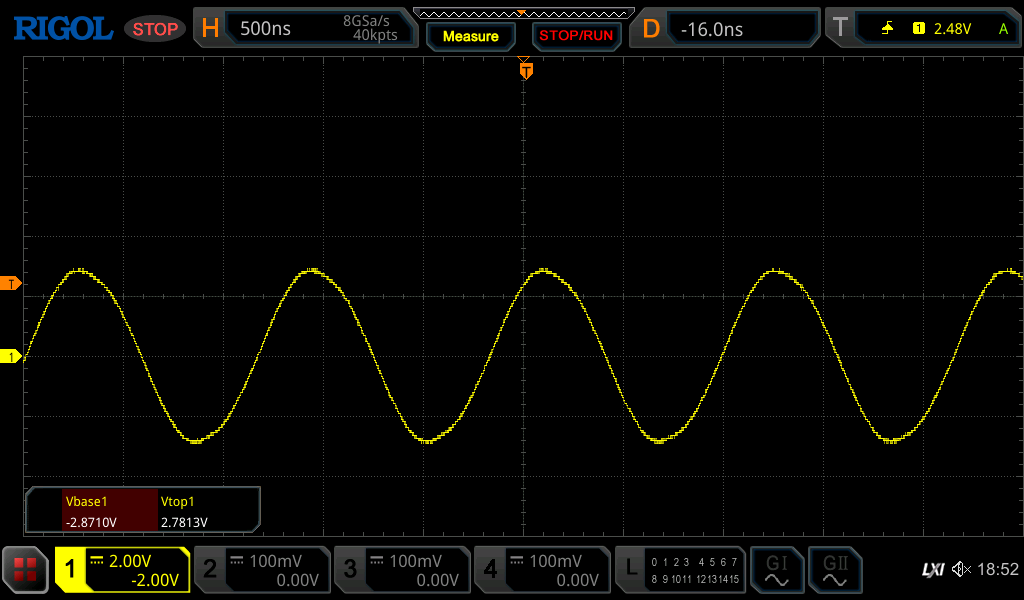 RIGOL STOP H 500ns 8GSa/s 40kpts Measure STOP/RUN D -16.0ns T 1 2.48V A
T
T
1
Vbase1 Vtop1
-2.8710V 2.7813V
1 2.00V -2.00V
2 100mV 0.00V
3 100mV 0.00V
4 100mV 0.00V
L 0 1 2 3 4 5 6 7
8 9 10 11 12 13 14 15
GI GII
LXI 18:52